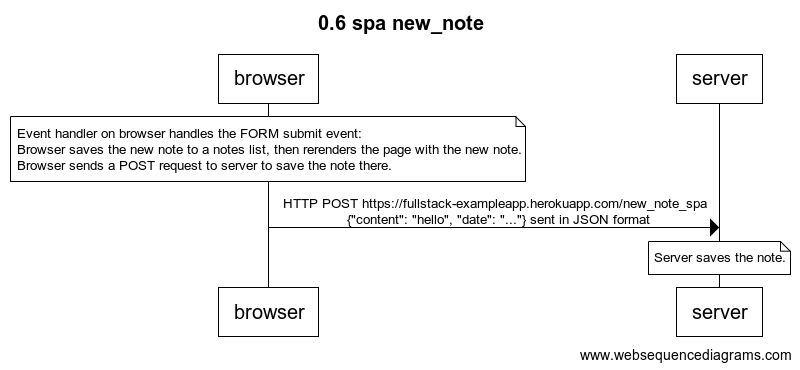 0.6 spa new_note
browser
server
Event handler on browser handles the FORM submit event:
Browser saves the new note to a notes list, then rerenders the page with the new note.
Browser sends a POST request to server to save the note there.
HTTP POST https://fullstack-exampleapp.herokuapp.com/new_note_spa
{"content": "hello", "date": "..."} sent in JSON format
Server saves the note.
browser
server
www.websequencediagrams.com